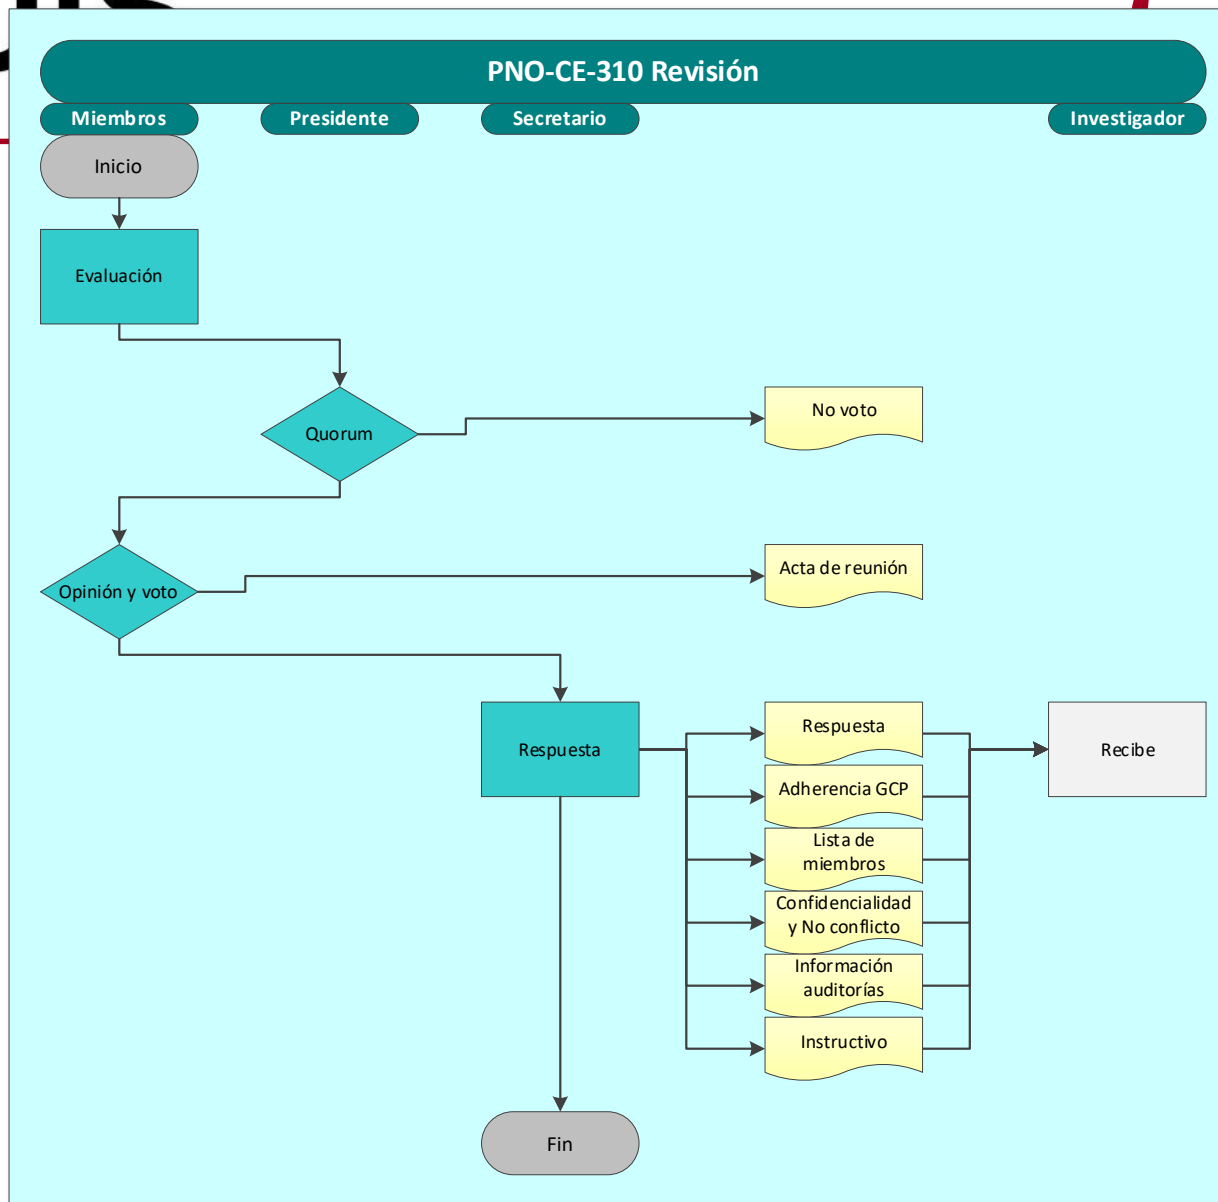 PNO-CE-310 Revisión
Miembros
Presidente
Secretario
Investigador
Inicio
Evaluación
Quorum
No voto
Opinión y voto
Acta de reunión
Respuesta
Respuesta
Adherencia GCP
Lista de
miembros
Confidencialidad
y No conflicto
Información
auditorías
Instructivo
Recibe
Fin